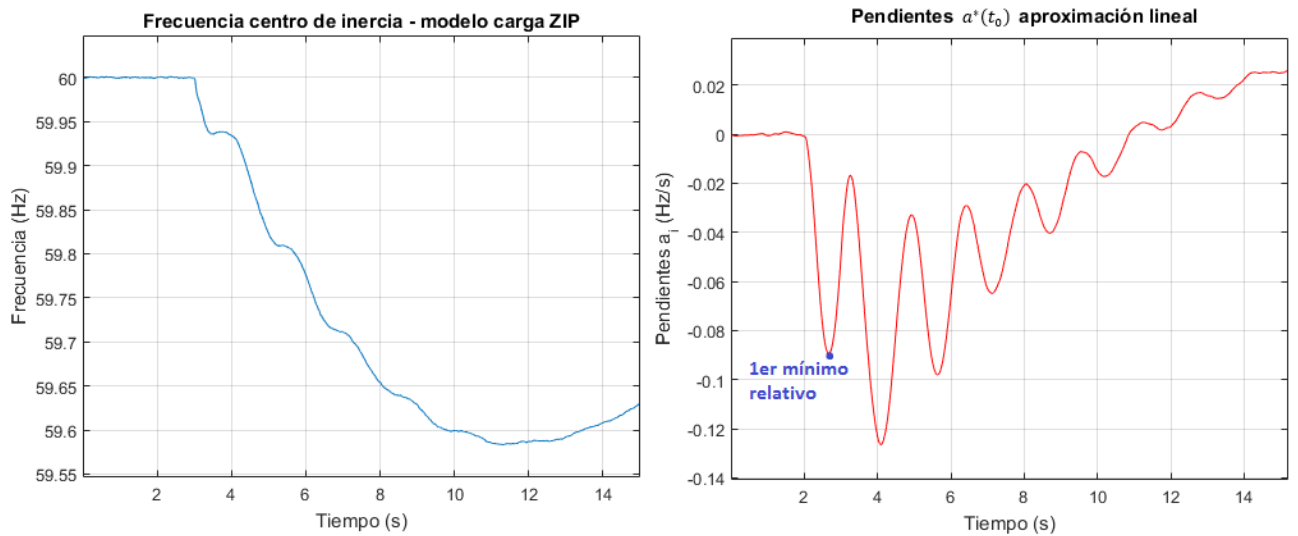 Frecuencia centro de inercia - modelo carga ZIP
60
59.95
59.9
59.85
59.8
59.75
59.7
59.65
59.6
59.55
Frecuencia (Hz)
2 4 6 8 10 12 14
Tiempo (s)
Pendientes a*(t₀) aproximación lineal
0.02
0
-0.02
-0.04
-0.06
-0.08
-0.1
-0.12
-0.14
Pendientes aᵢ (Hz/s)
1er mínimo
relativo
2 4 6 8 10 12 14
Tiempo (s)